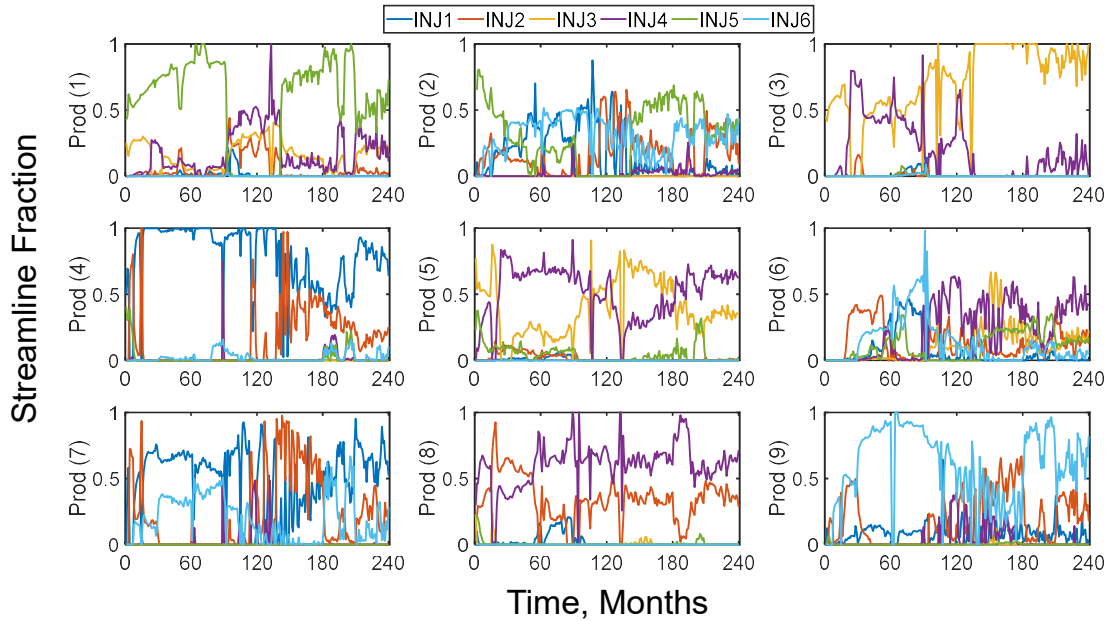 INJ1 INJ2 INJ3 INJ4 INJ5 INJ6
Streamline Fraction
Prod (1)
1
0.5
0
0 60 120 180 240
Prod (2)
1
0.5
0
0 60 120 180 240
Prod (3)
1
0.5
0
0 60 120 180 240
Prod (4)
1
0.5
0
0 60 120 180 240
Prod (5)
1
0.5
0
0 60 120 180 240
Prod (6)
1
0.5
0
0 60 120 180 240
Prod (7)
1
0.5
0
0 60 120 180 240
Prod (8)
1
0.5
0
0 60 120 180 240
Prod (9)
1
0.5
0
0 60 120 180 240
Time, Months